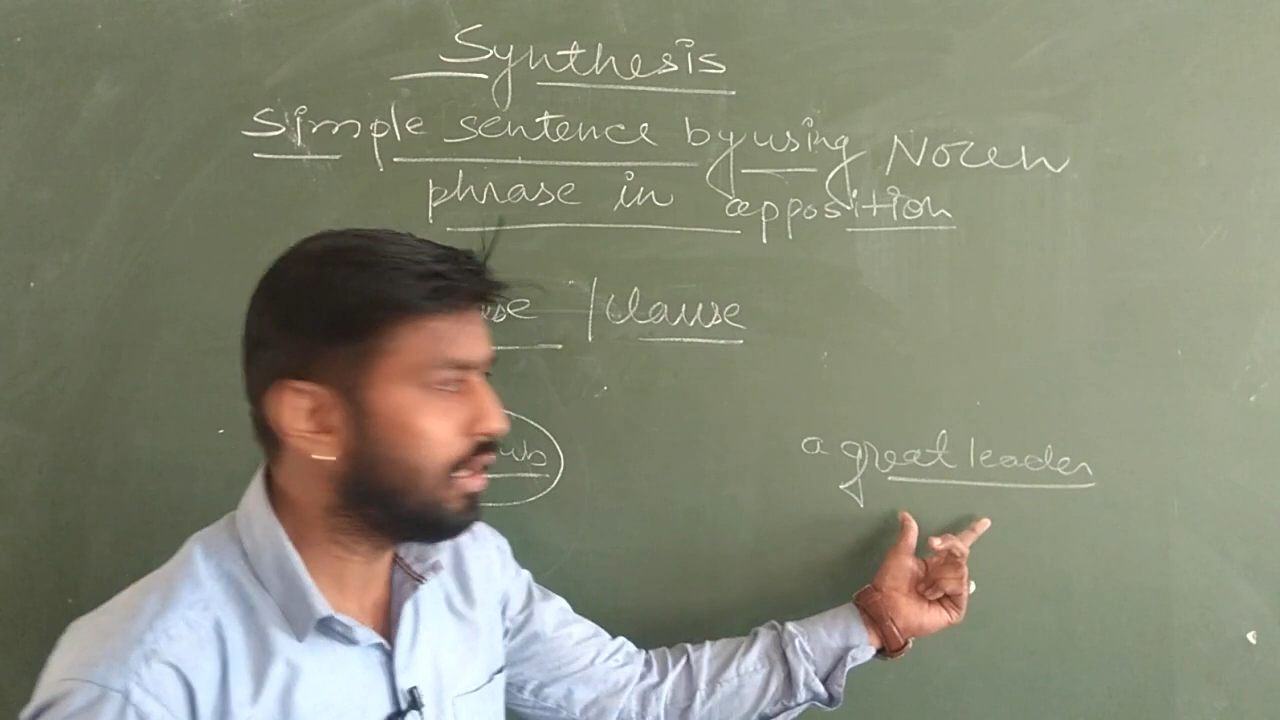 Synthesis
Simple sentence by using Noun
phrase in apposition
/clause
a great leader